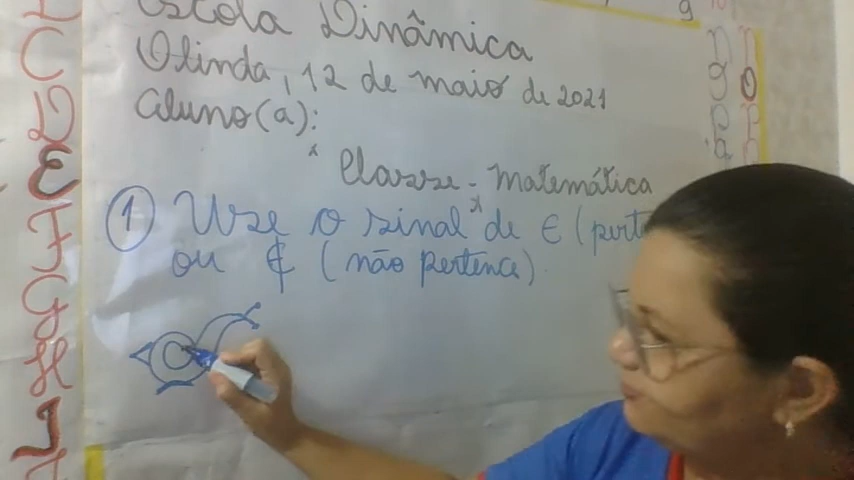 Escola Dinâmica
Olinda, 12 de maio de 2021
Aluno(a):
Classe - Matemática
1 Use o sinal de ∈ (perte
ou ∉ (não pertence).